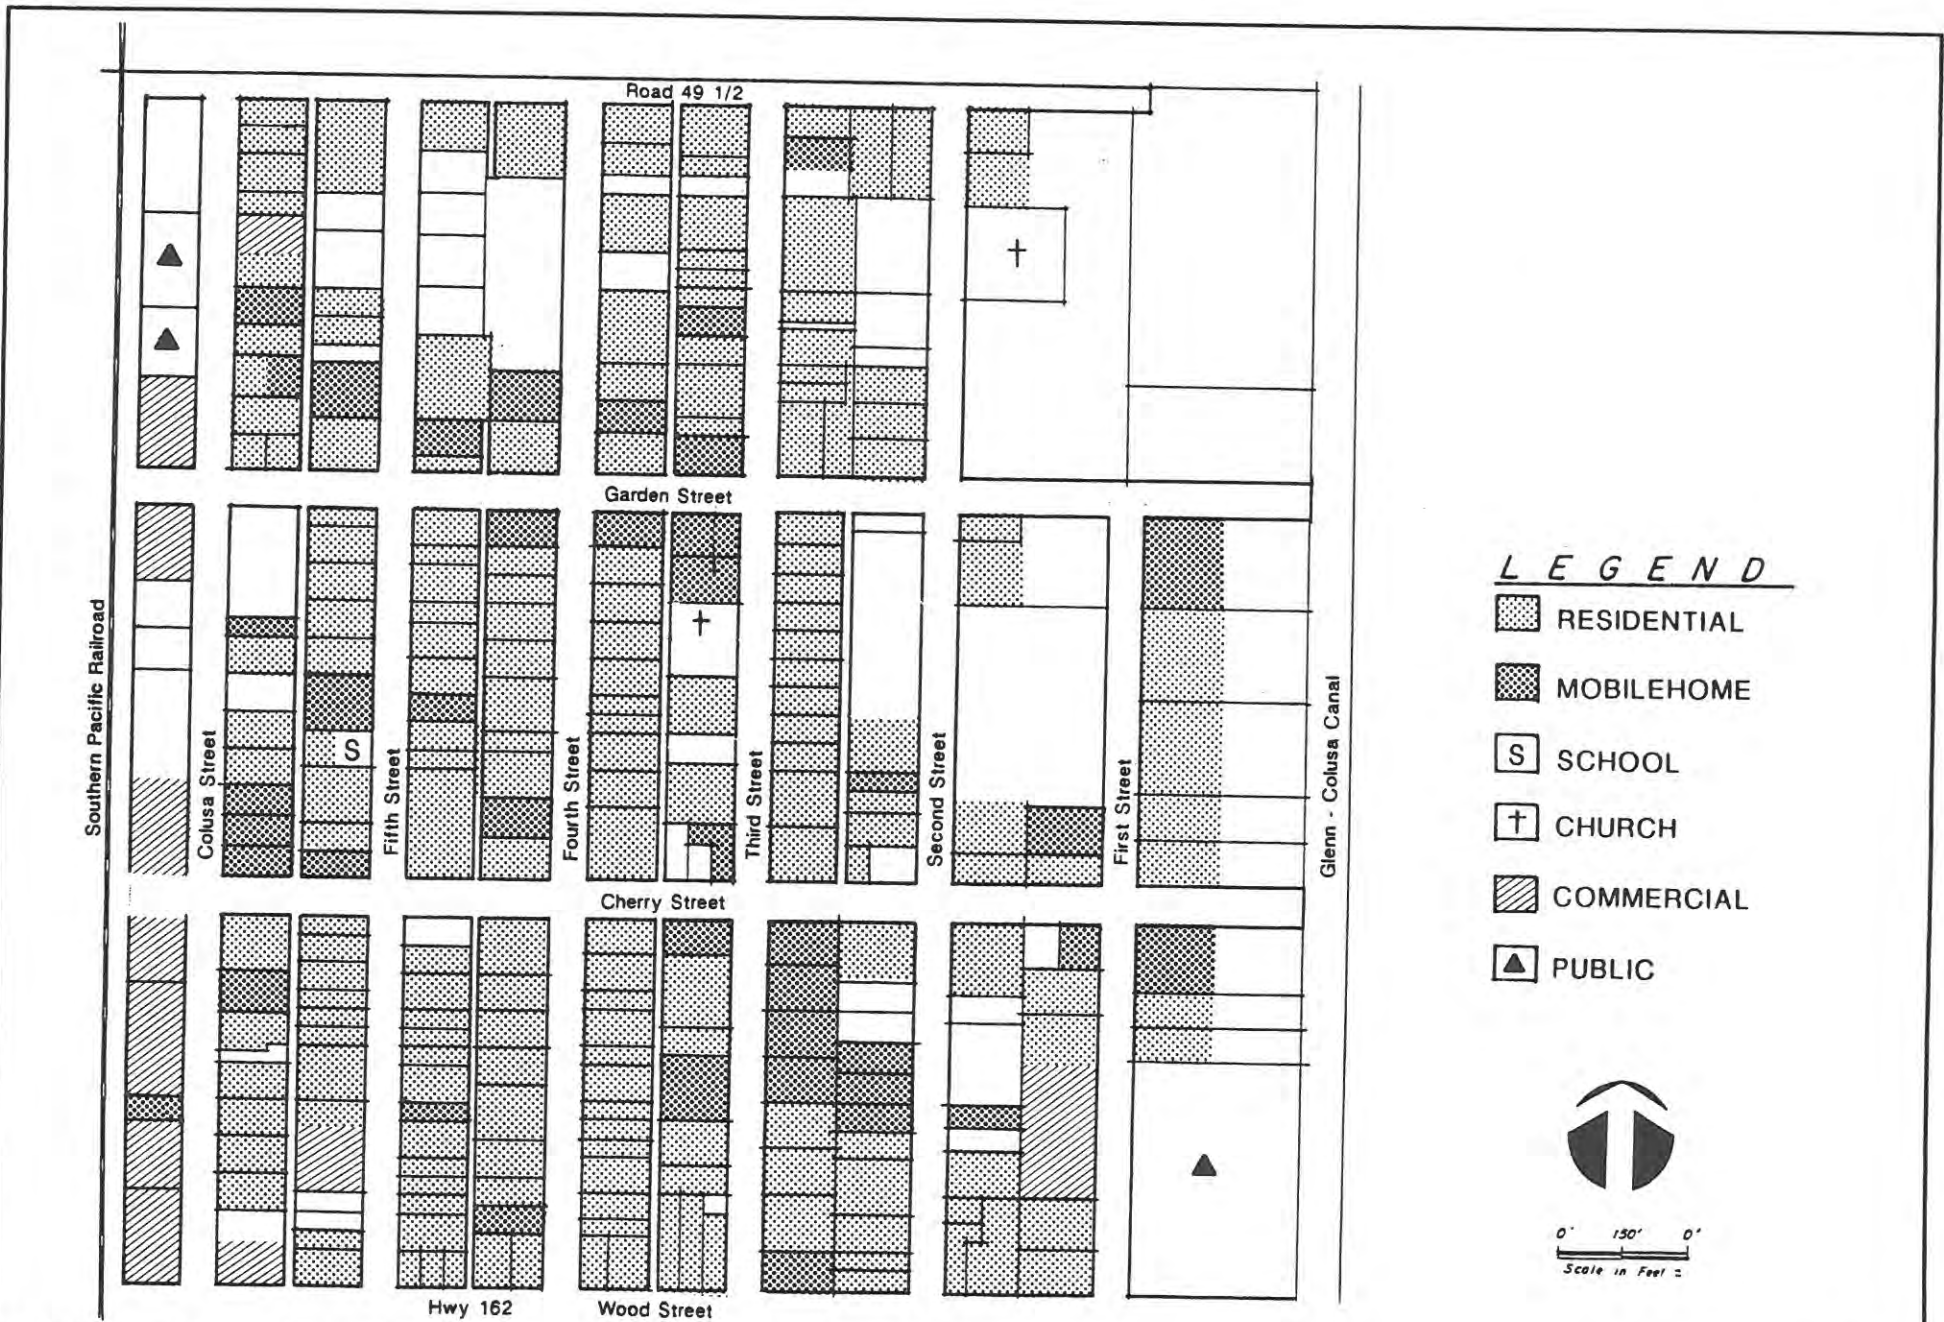 Road 49 1/2
Garden Street
Southern Pacific Railroad
Colusa Street
Fifth Street
Fourth Street
Third Street
Second Street
First Street
Glenn - Colusa Canal
S
Cherry Street
Hwy 162
Wood Street
LEGEND
RESIDENTIAL
MOBILEHOME
S SCHOOL
CHURCH
COMMERCIAL
PUBLIC
0' 150' 0'
Scale in Feet =